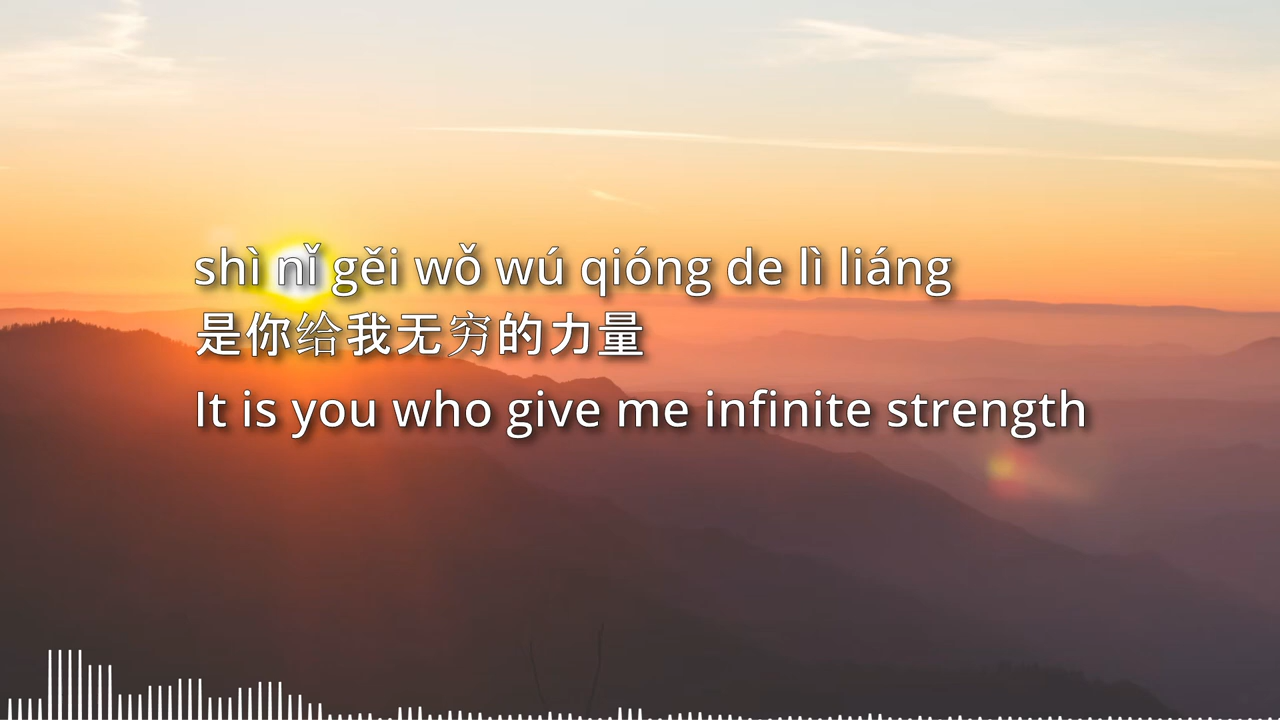 shì nǐ gěi wǒ wú qióng de lì liáng
是你给我无穷的力量
It is you who give me infinite strength